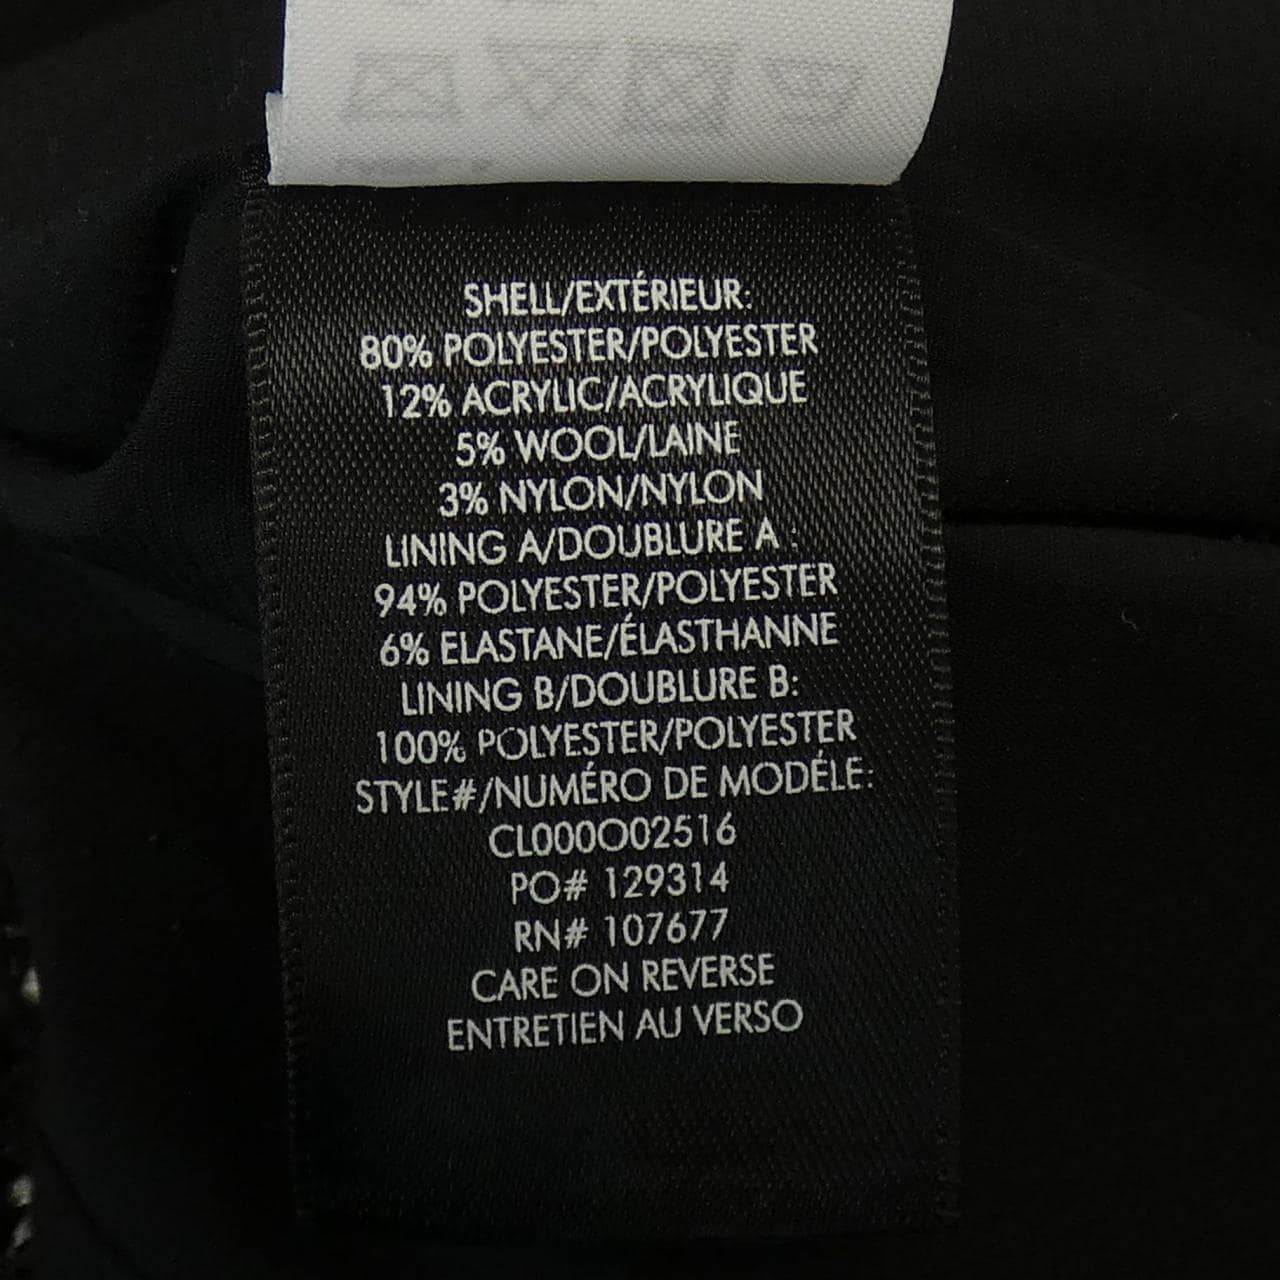 SHELL/EXTÉRIEUR:
80% POLYESTER/POLYESTER
12% ACRYLIC/ACRYLIQUE
5% WOOL/LAINE
3% NYLON/NYLON
LINING A/DOUBLURE A :
94% POLYESTER/POLYESTER
6% ELASTANE/ÉLASTHANNE
LINING B/DOUBLURE B:
100% POLYESTER/POLYESTER
STYLE#/NUMÉRO DE MODÉLE:
CL000O02516
PO# 129314
RN# 107677
CARE ON REVERSE
ENTRETIEN AU VERSO